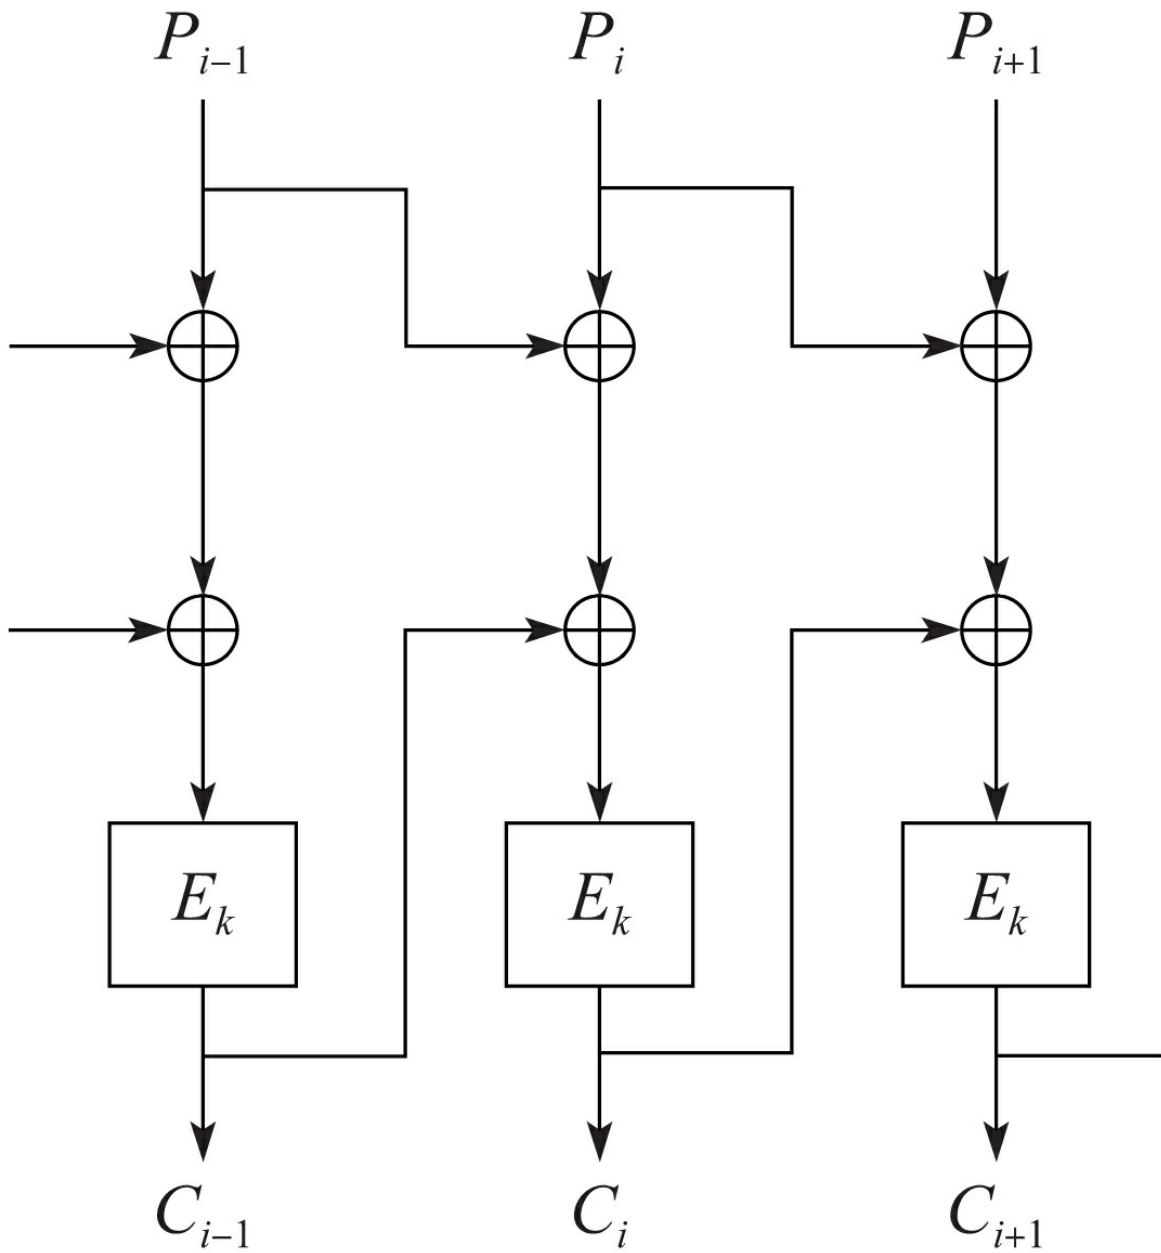 P_{i−1} P_i P_{i+1}
E_k E_k E_k
C_{i−1} C_i C_{i+1}